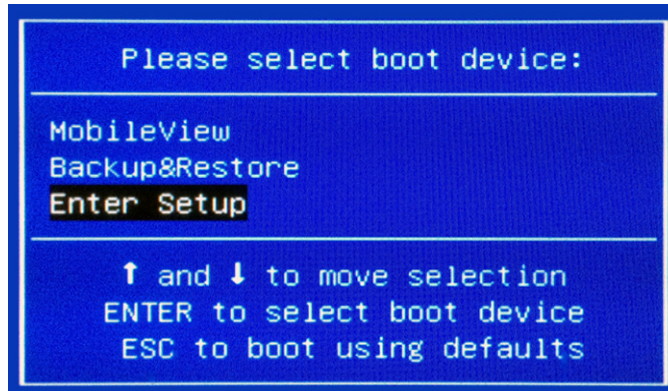 Please select boot device:
MobileView
Backup&Restore
Enter Setup
↑ and ↓ to move selection
ENTER to select boot device
ESC to boot using defaults